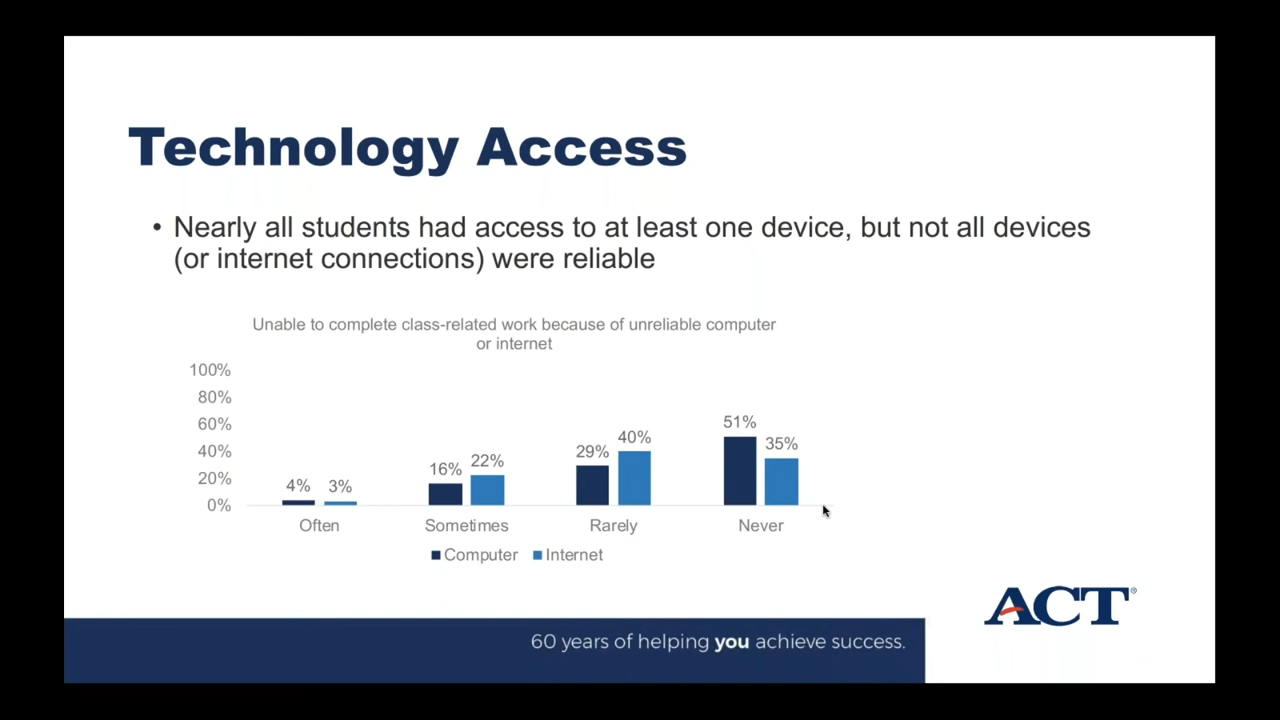 Technology Access
• Nearly all students had access to at least one device, but not all devices
(or internet connections) were reliable
Unable to complete class-related work because of unreliable computer
or internet
100%
80%
60%
40%
20%
0%
4% 3%
16% 22%
29% 40%
51% 35%
Often Sometimes Rarely Never
Computer Internet
ACT®
60 years of helping you achieve success.